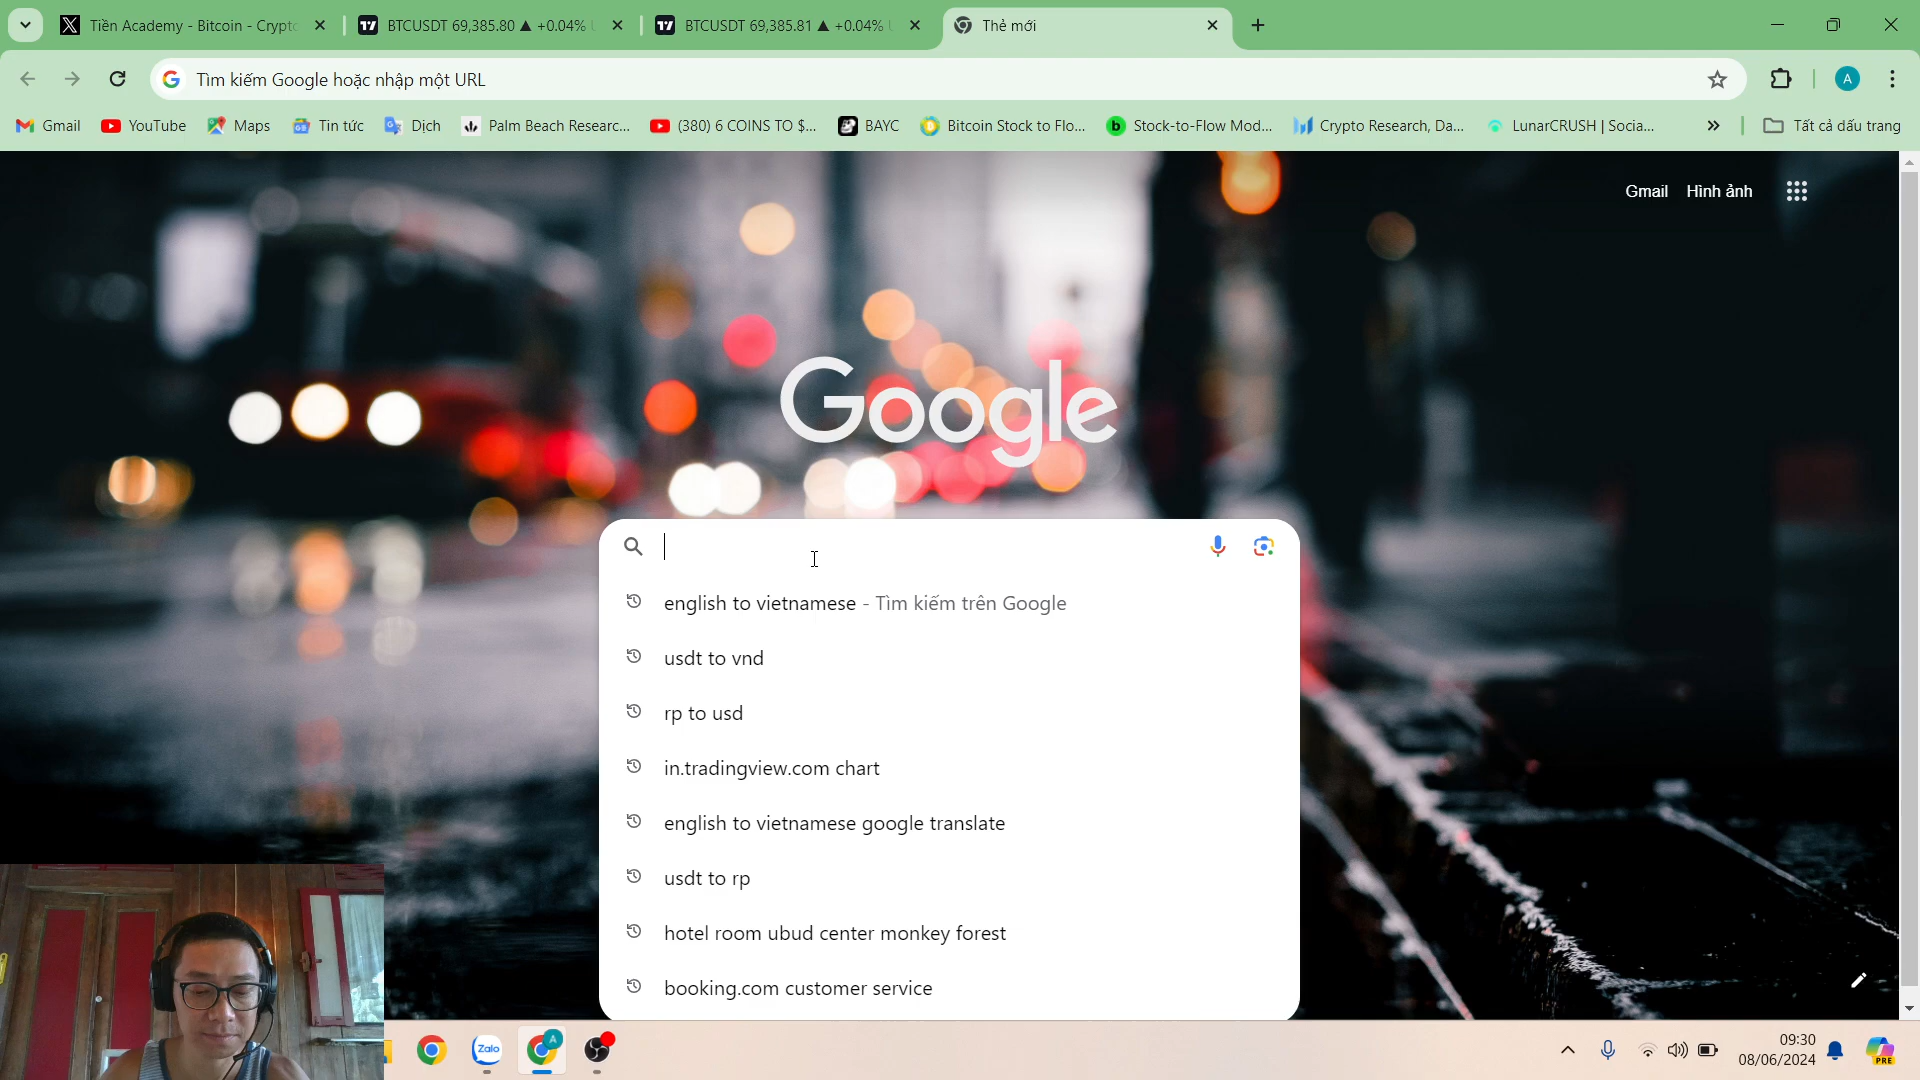 Tiền Academy - Bitcoin - Crypto
BTCUSDT 69,385.80 ▲ +0.04%
BTCUSDT 69,385.81 ▲ +0.04%
Thẻ mới
Tìm kiếm Google hoặc nhập một URL
A
Gmail
YouTube
Maps
Tin tức
Dịch
Palm Beach Researc...
(380) 6 COINS TO $...
BAYC
Bitcoin Stock to Flo...
Stock-to-Flow Mod...
Crypto Research, Da...
LunarCRUSH | Socia...
Tất cả dấu trang
Gmail
Hình ảnh
Google
english to vietnamese - Tìm kiếm trên Google
usdt to vnd
rp to usd
in.tradingview.com chart
english to vietnamese google translate
usdt to rp
hotel room ubud center monkey forest
booking.com customer service
Zalo
A
09:30
08/06/2024
PRE